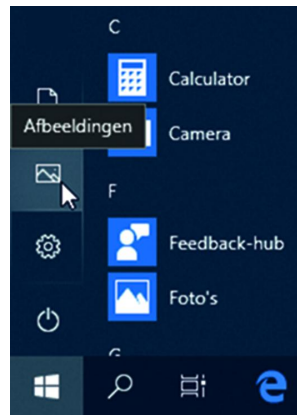 C
Calculator
Afbeeldingen
Camera
F
Feedback-hub
Foto's
G